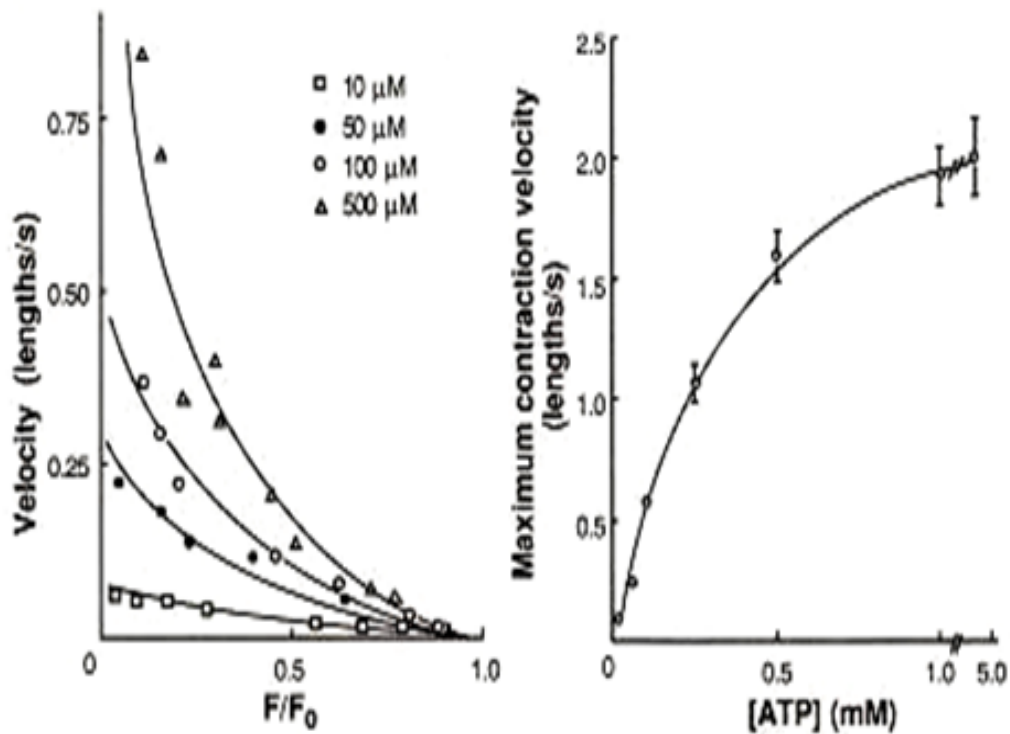 Velocity (lengths/s)
0.75
0.50
0.25
0
0.5
1.0
F/F0
10 µM
50 µM
100 µM
500 µM
Maximum contraction velocity
(lengths/s)
2.5
2.0
1.5
1.0
0.5
0
0.5
1.0
5.0
[ATP] (mM)